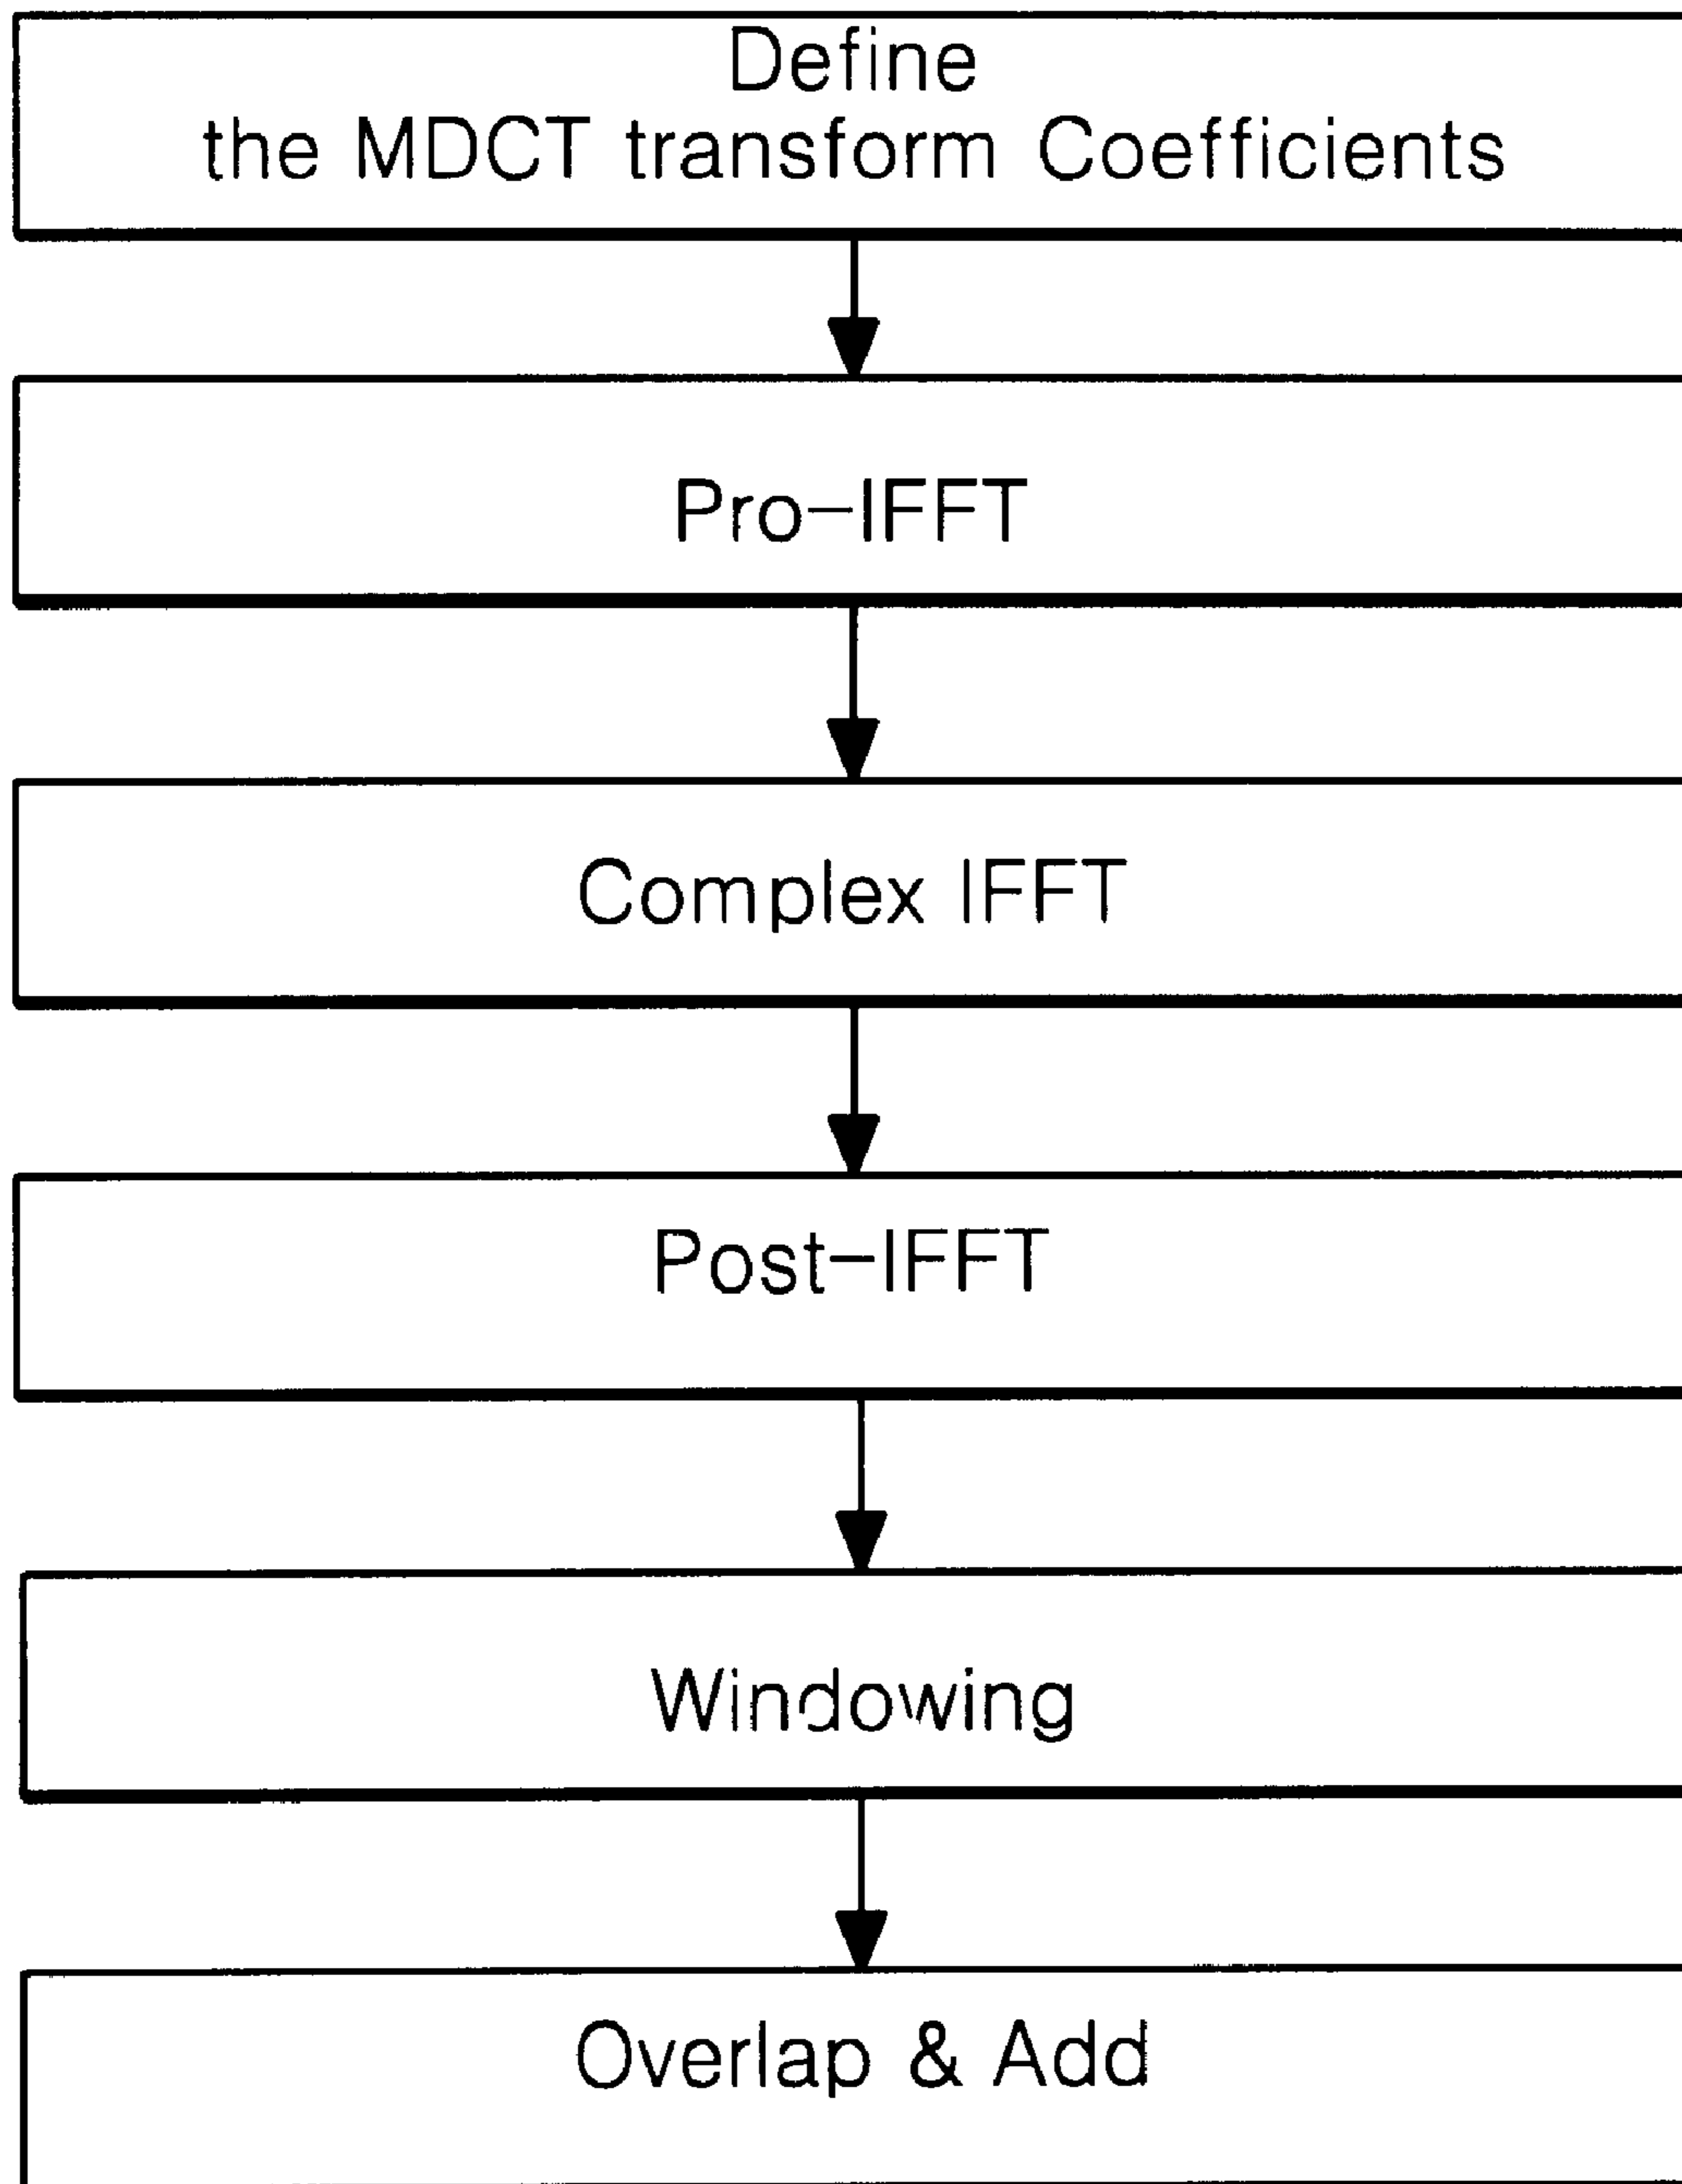 Define
the MDCT transform Coefficients
Pro-IFFT
Complex IFFT
Post-IFFT
Windowing
Overlap & Add